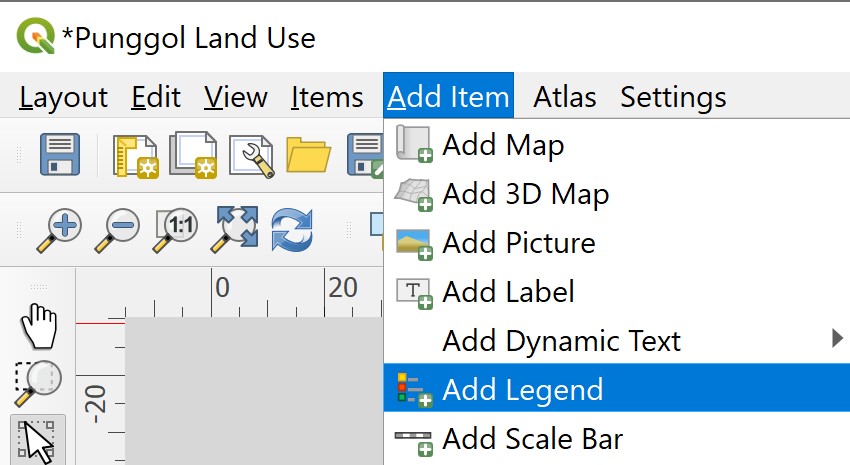 *Punggol Land Use
Layout Edit View Items Add Item Atlas Settings
Add Map
Add 3D Map
Add Picture
T Add Label
Add Dynamic Text
Add Legend
Add Scale Bar
1:1
0 20
-20